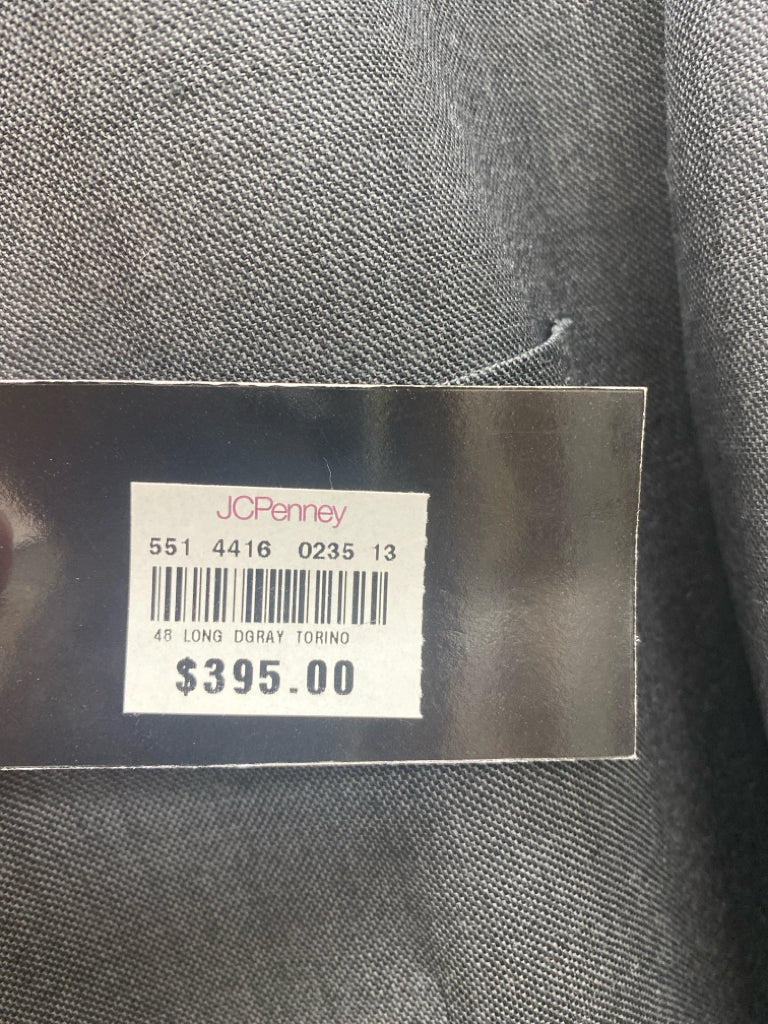 JCPenney
551 4416 0235 13
48 LONG DGRAY TORINO
$395.00